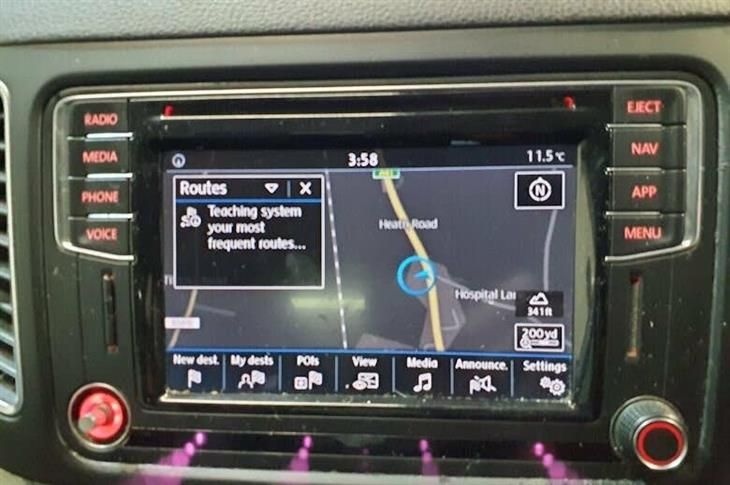 RADIO
MEDIA
PHONE
VOICE
EJECT
NAV
APP
MENU
3:58
11.5 °C
Routes
X
Teaching system
your most
frequent routes...
N
Heath Road
Hospital Lan
341ft
200yd
New dest.
My dests
POIs
View
Media
Announce.
Settings